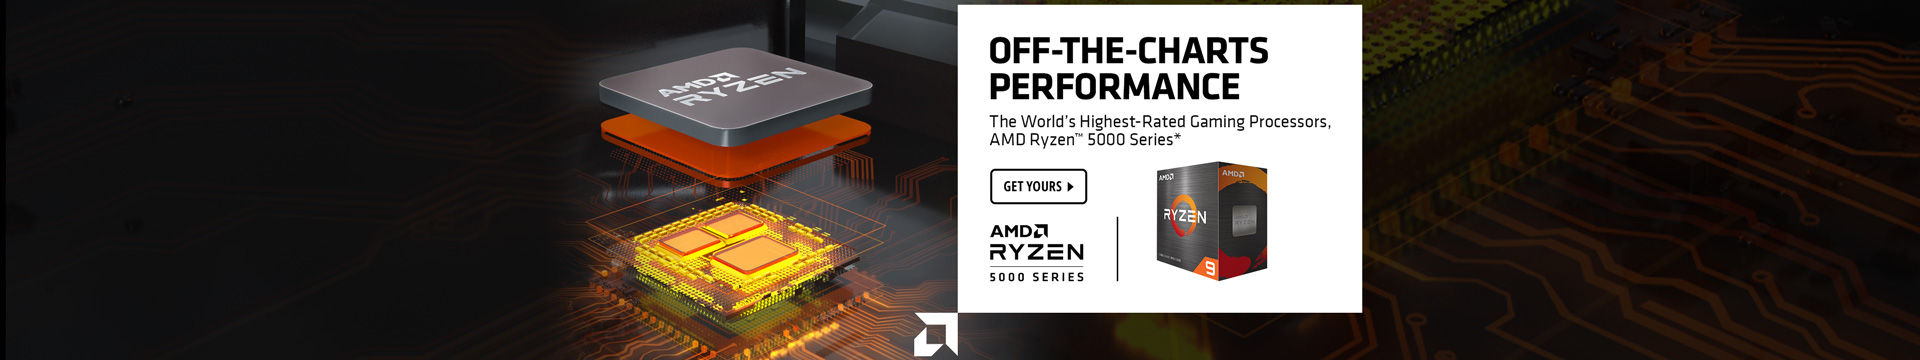 AMD
RYZEN
OFF-THE-CHARTS
PERFORMANCE
The World's Highest-Rated Gaming Processors,
AMD Ryzen™ 5000 Series*
GET YOURS
AMD
RYZEN
5000 SERIES
AMD
AMD
RYZEN
9